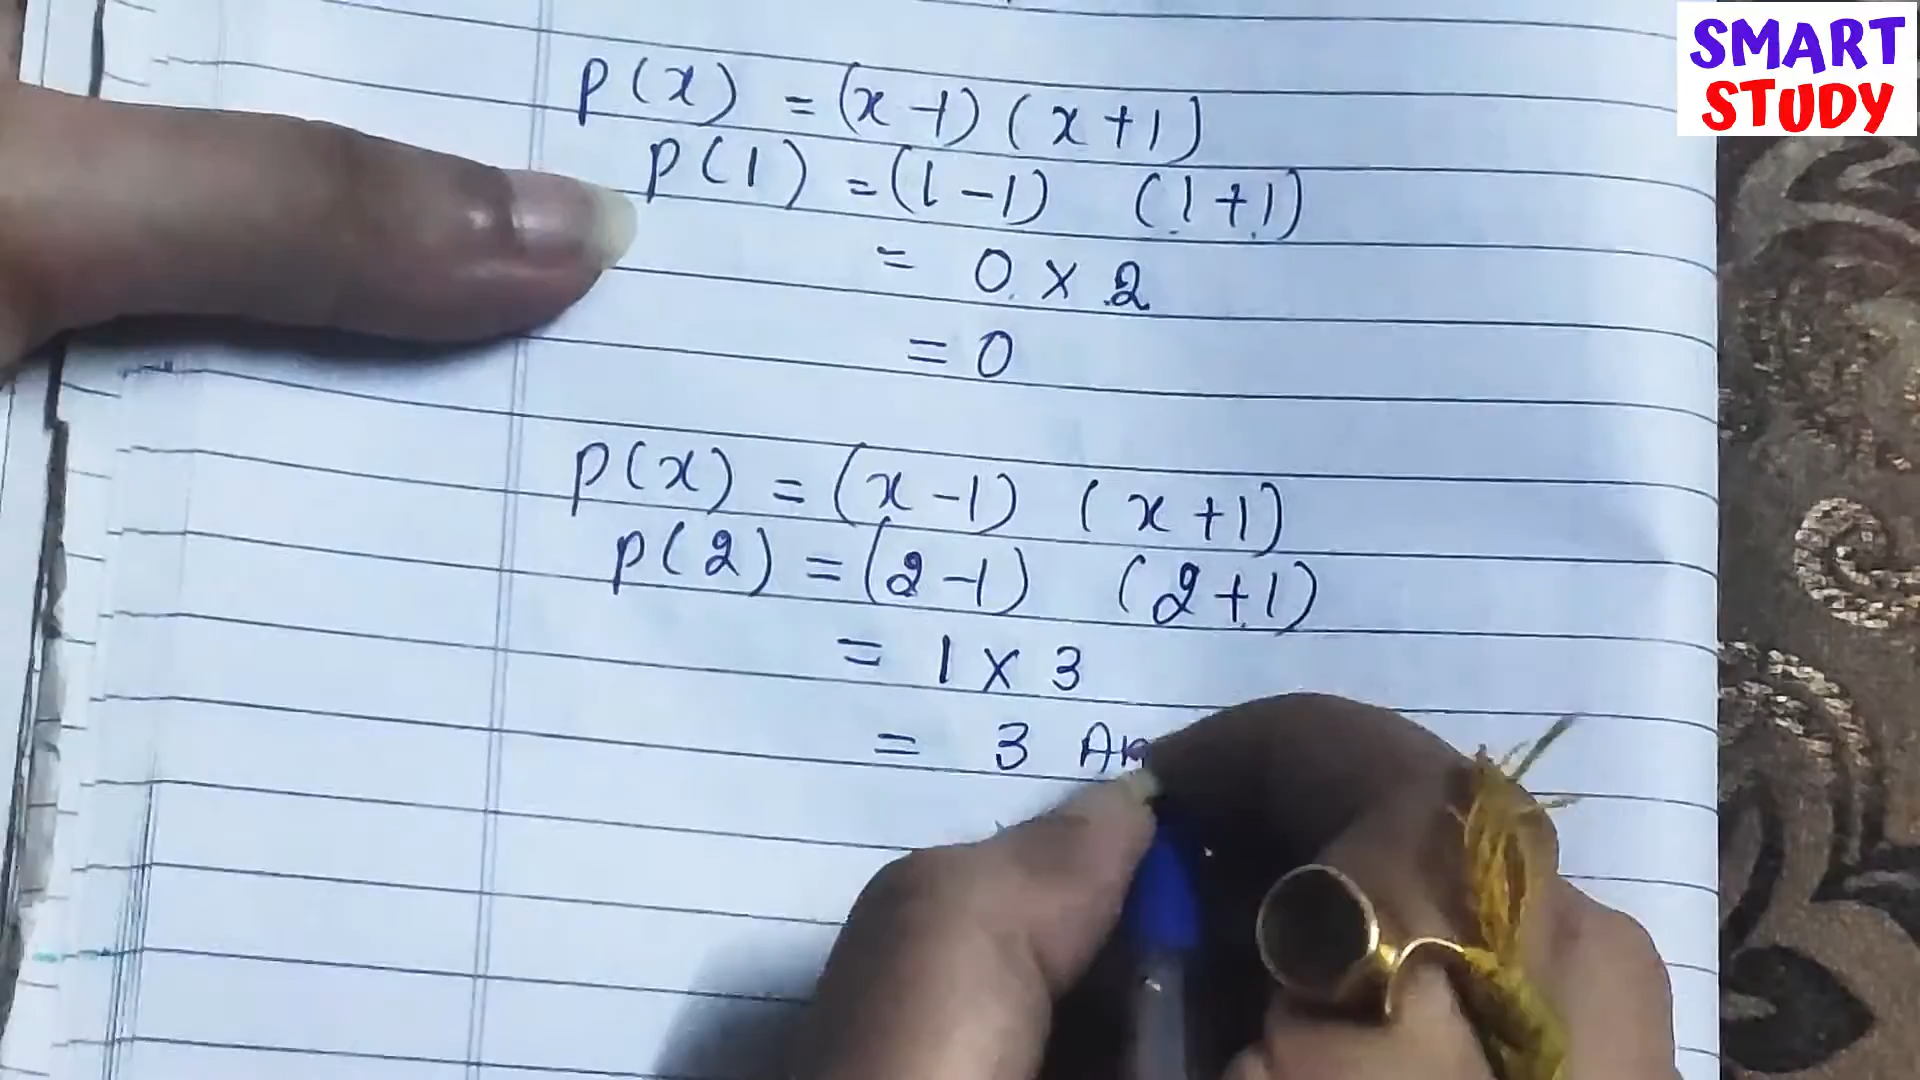 SMART
STUDY
P(x) = (x-1) (x+1)
P(1) = (1-1) (1+1)
= 0 x 2
= 0
P(x) = (x-1) (x+1)
P(2) = (2-1) (2+1)
= 1 x 3
= 3